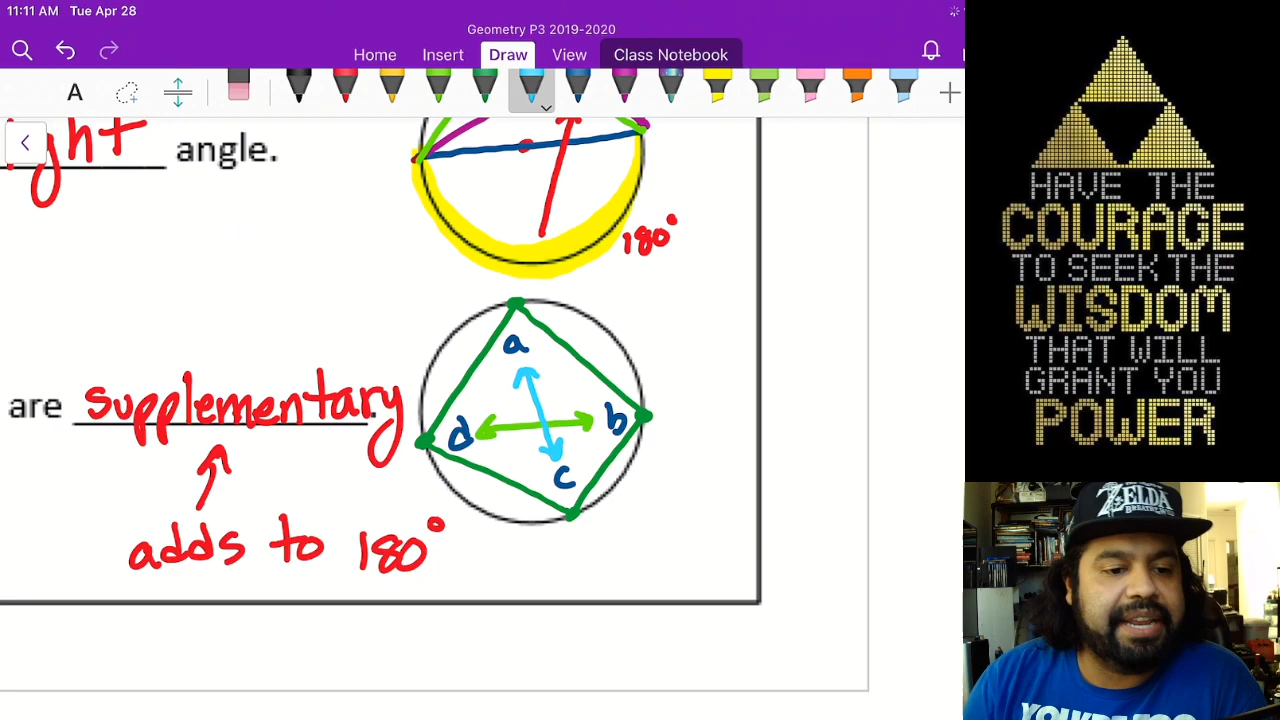 11:11 AM Tue Apr 28
Geometry P3 2019-2020
Home Insert Draw View Class Notebook
A
ght angle.
180°
are supplementary.
adds to 180°
a
b
c
d
HAVE THE
COURAGE
TO SEEK THE
WISDOM
THAT WILL
GRANT YOU
POWER
ZELDA